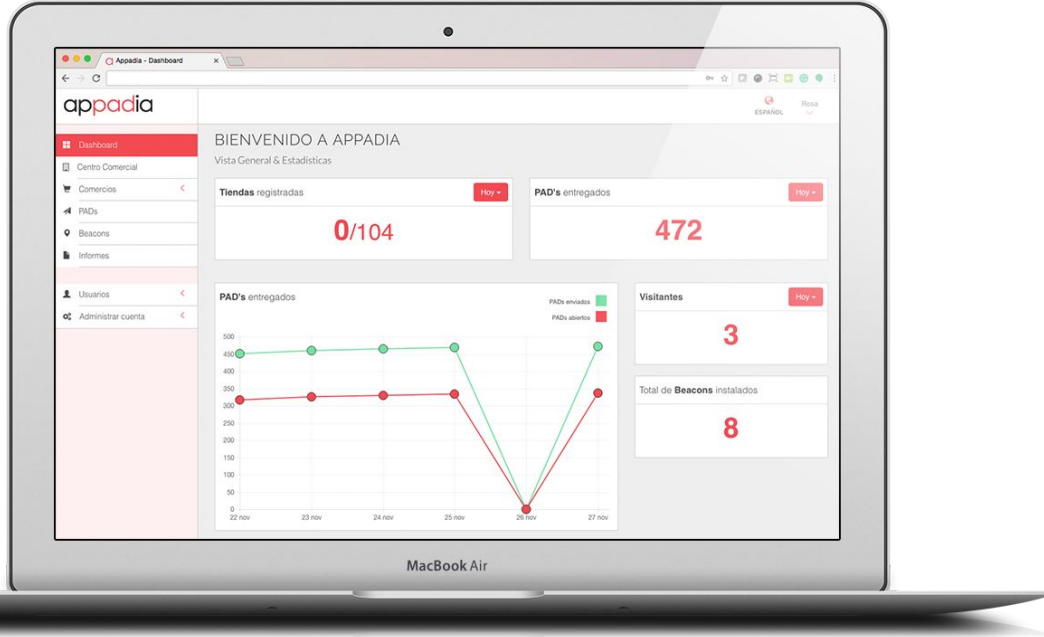 Appadia - Dashboard
appadia
ESPAÑOL
Rosa
Dashboard
Centro Comercial
Comercios
PADs
Beacons
Informes
Usuarios
Administrar cuenta
BIENVENIDO A APPADIA
Vista General & Estadísticas
Tiendas registradas
Hoy
0/104
PAD's entregados
Hoy
472
PAD's entregados
PADs enviados
PADs abiertos
500
450
400
350
300
250
200
150
100
50
0
22 nov
23 nov
24 nov
25 nov
26 nov
27 nov
Visitantes
Hoy
3
Total de Beacons instalados
8
MacBook Air